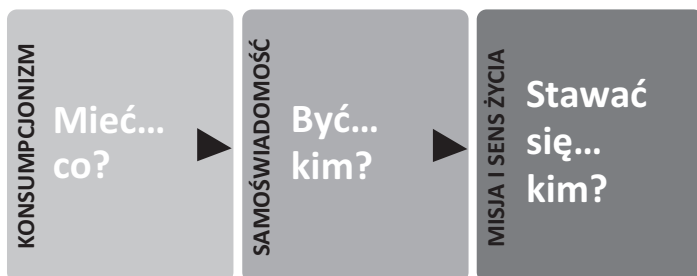 KONSUMPCJONIZM
Mieć...
co?
SAMOŚWIADOMOŚĆ
Być...
kim?
MISJA I SENS ŻYCIA
Stawać
się...
kim?